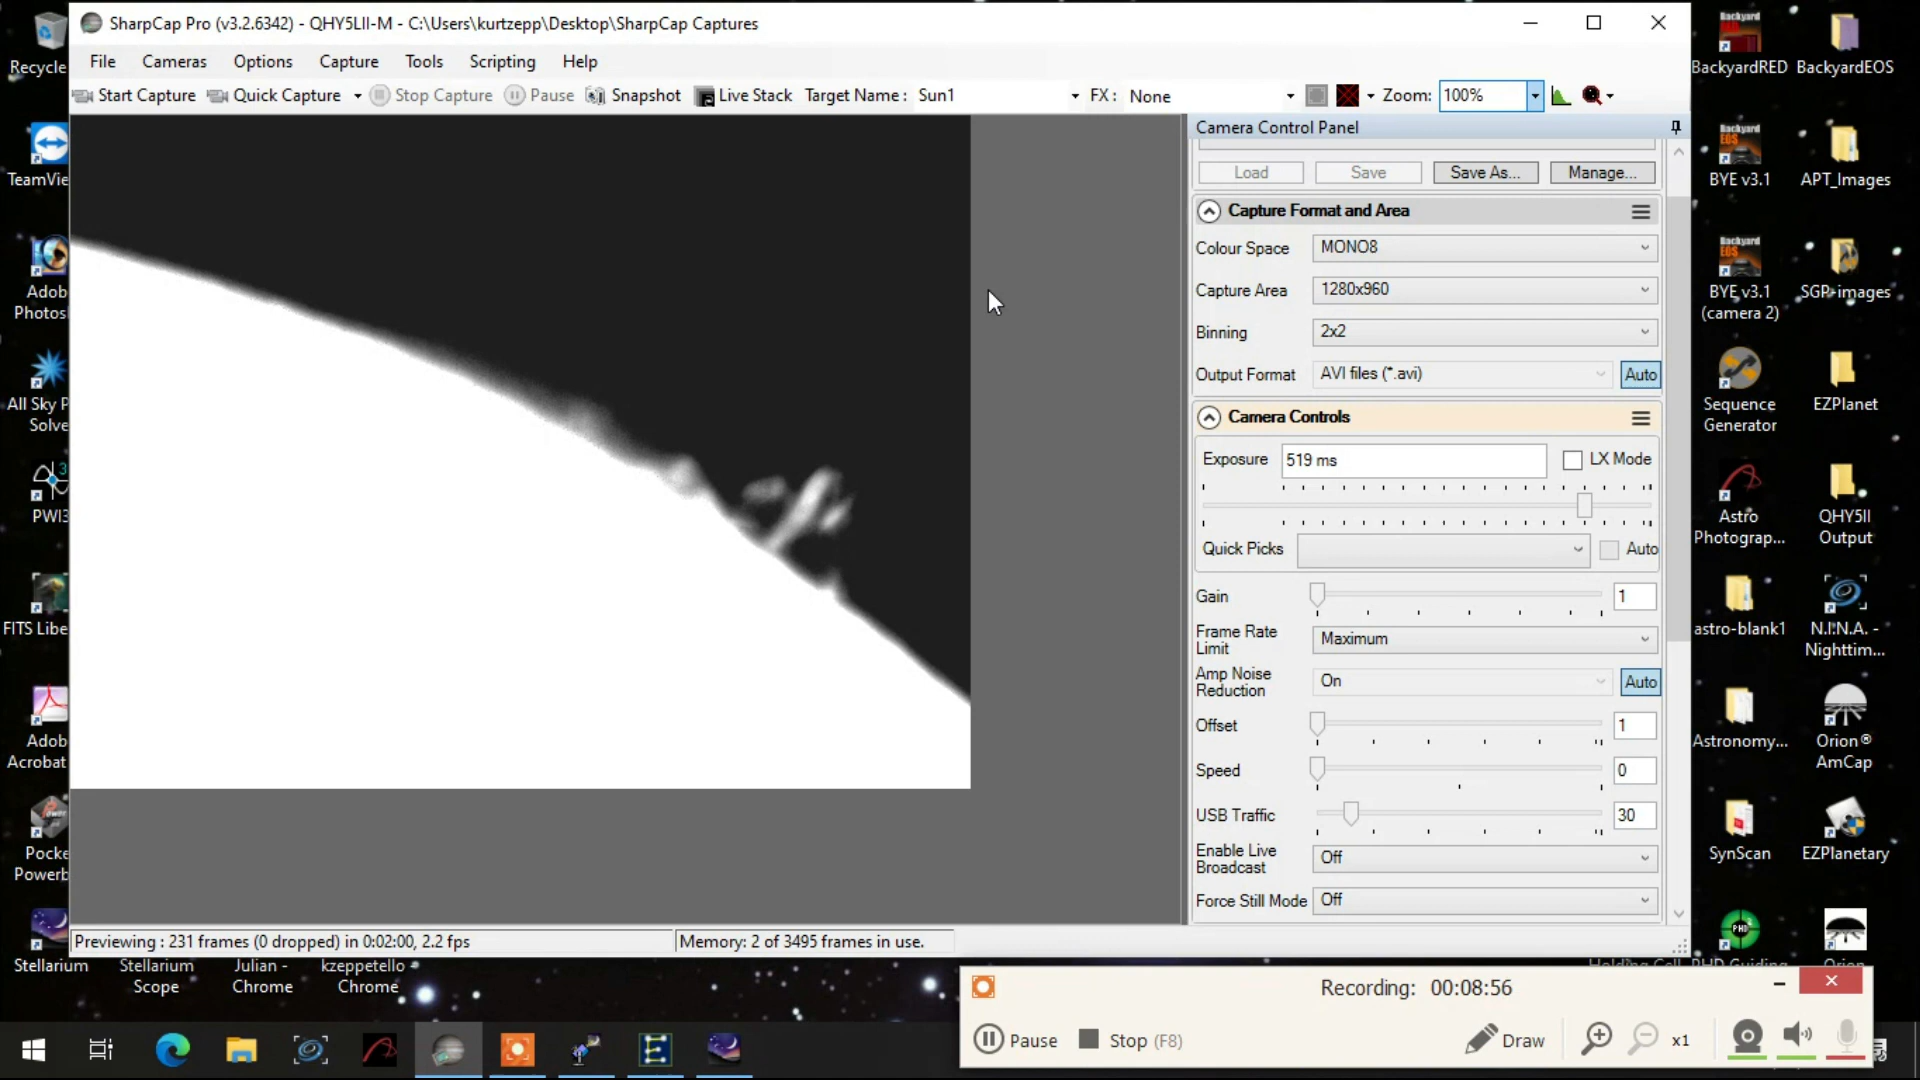 SharpCap Pro (v3.2.6342) - QHY5LII-M - C:\Users\kurtzepp\Desktop\SharpCap Captures
File Cameras Options Capture Tools Scripting Help
Start Capture Quick Capture Stop Capture Pause Snapshot Live Stack Target Name : Sun1 FX : None Zoom: 100%
Camera Control Panel
Load Save Save As... Manage...
Capture Format and Area
Colour Space MONO8
Capture Area 1280x960
Binning 2x2
Output Format AVI files (*.avi) Auto
Camera Controls
Exposure 519 ms LX Mode
Quick Picks Auto
Gain 1
Frame Rate Limit Maximum
Amp Noise Reduction On Auto
Offset 1
Speed 0
USB Traffic 30
Enable Live Broadcast Off
Force Still Mode Off
Previewing : 231 frames (0 dropped) in 0:02:00, 2.2 fps
Memory: 2 of 3495 frames in use.
Recycle
TeamVie
Adob
Photosl
All Sky P
Solve
PWI3
FITS Libe
Adob
Acrobat
Pocke
Powerb
Stellarium
Stellarium
Scope
Julian -
Chrome
kzeppetello -
Chrome
BackyardRED
BackyardEOS
BYE v3.1
APT_Images
BYE v3.1
(camera 2)
SGP-images
Sequence
Generator
EZPlanet
Astro
Photograp...
QHY5II
Output
astro-blank1
N.I.N.A. -
Nighttim...
Astronomy...
Orion®
AmCap
SynScan
EZPlanetary
PHD
Recording: 00:08:56
Pause Stop (F8) Draw x1